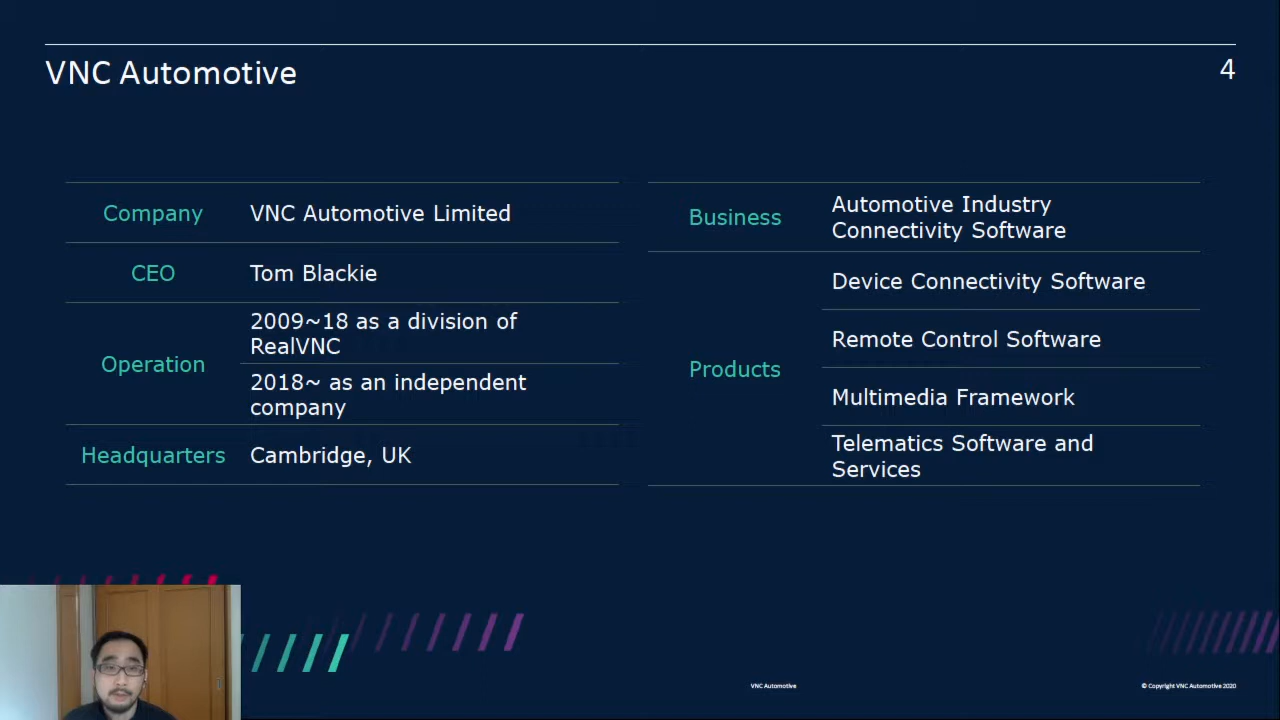 VNC Automotive
4
Company
VNC Automotive Limited
CEO
Tom Blackie
Operation
2009~18 as a division of
RealVNC
2018~ as an independent
company
Headquarters
Cambridge, UK
Business
Automotive Industry
Connectivity Software
Products
Device Connectivity Software
Remote Control Software
Multimedia Framework
Telematics Software and
Services
VNC Automotive
© Copyright VNC Automotive 2020